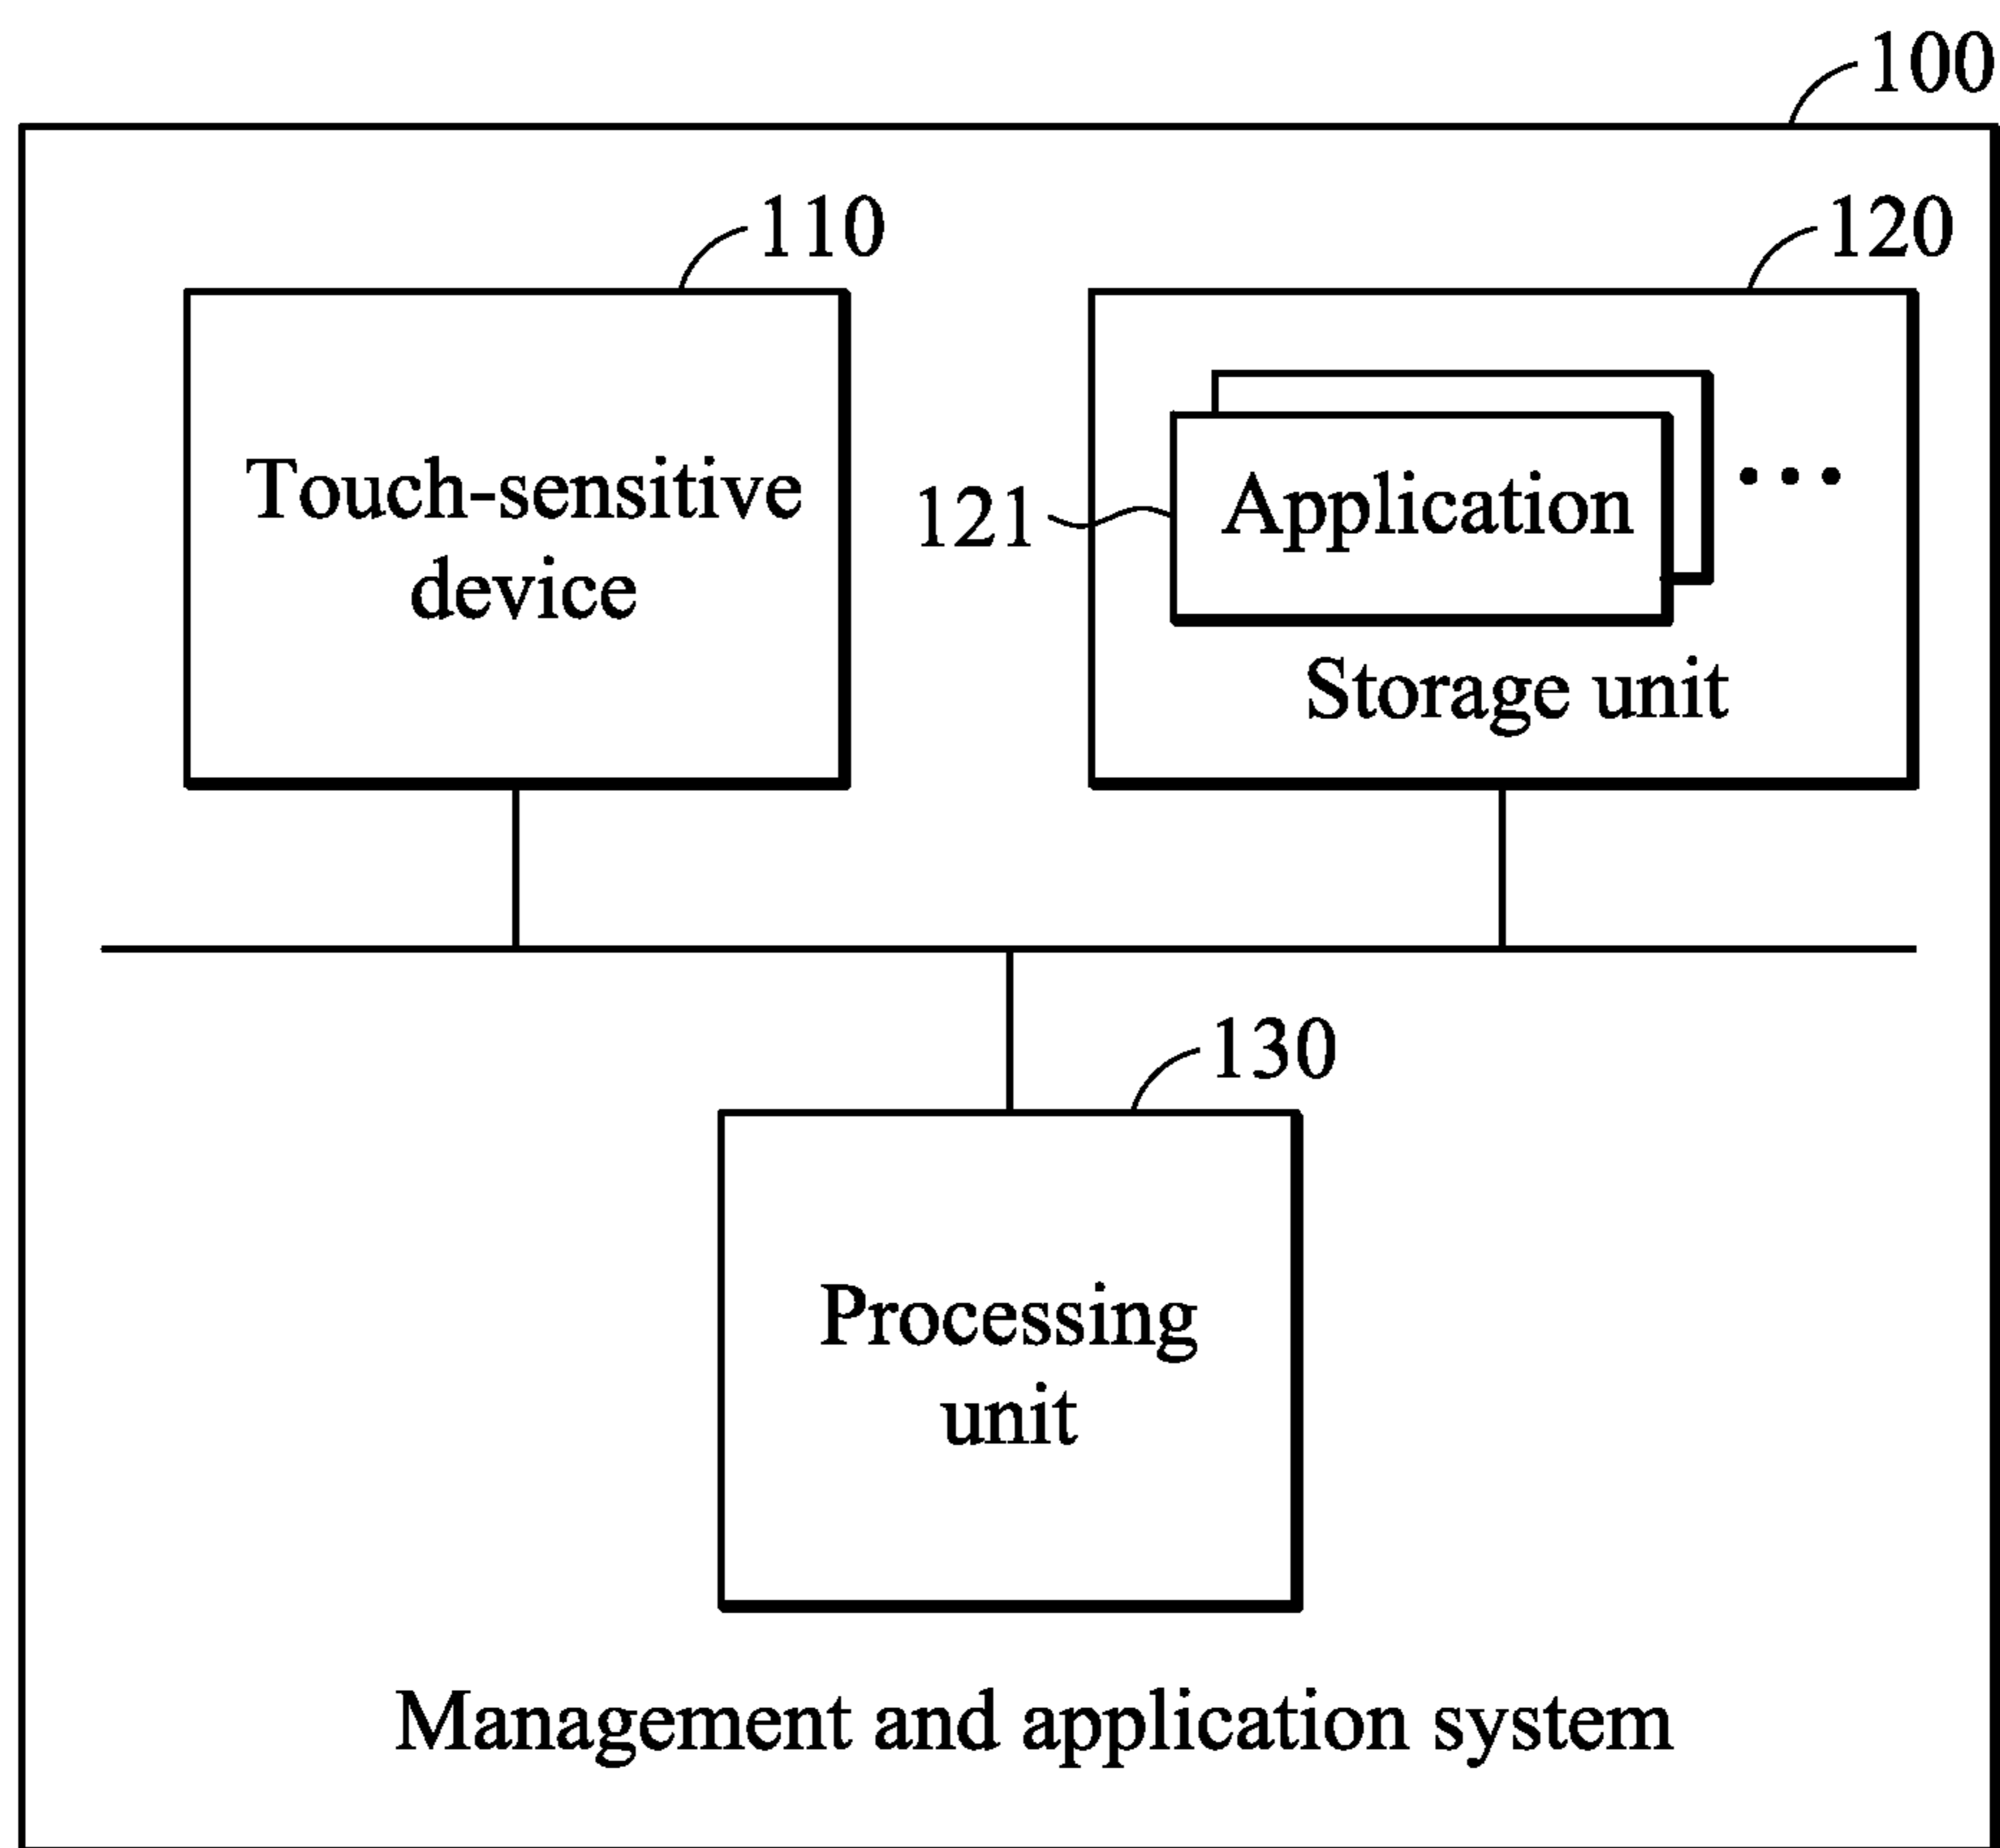 100
110
120
Touch-sensitive
device
121
Application
...
Storage unit
130
Processing
unit
Management and application system